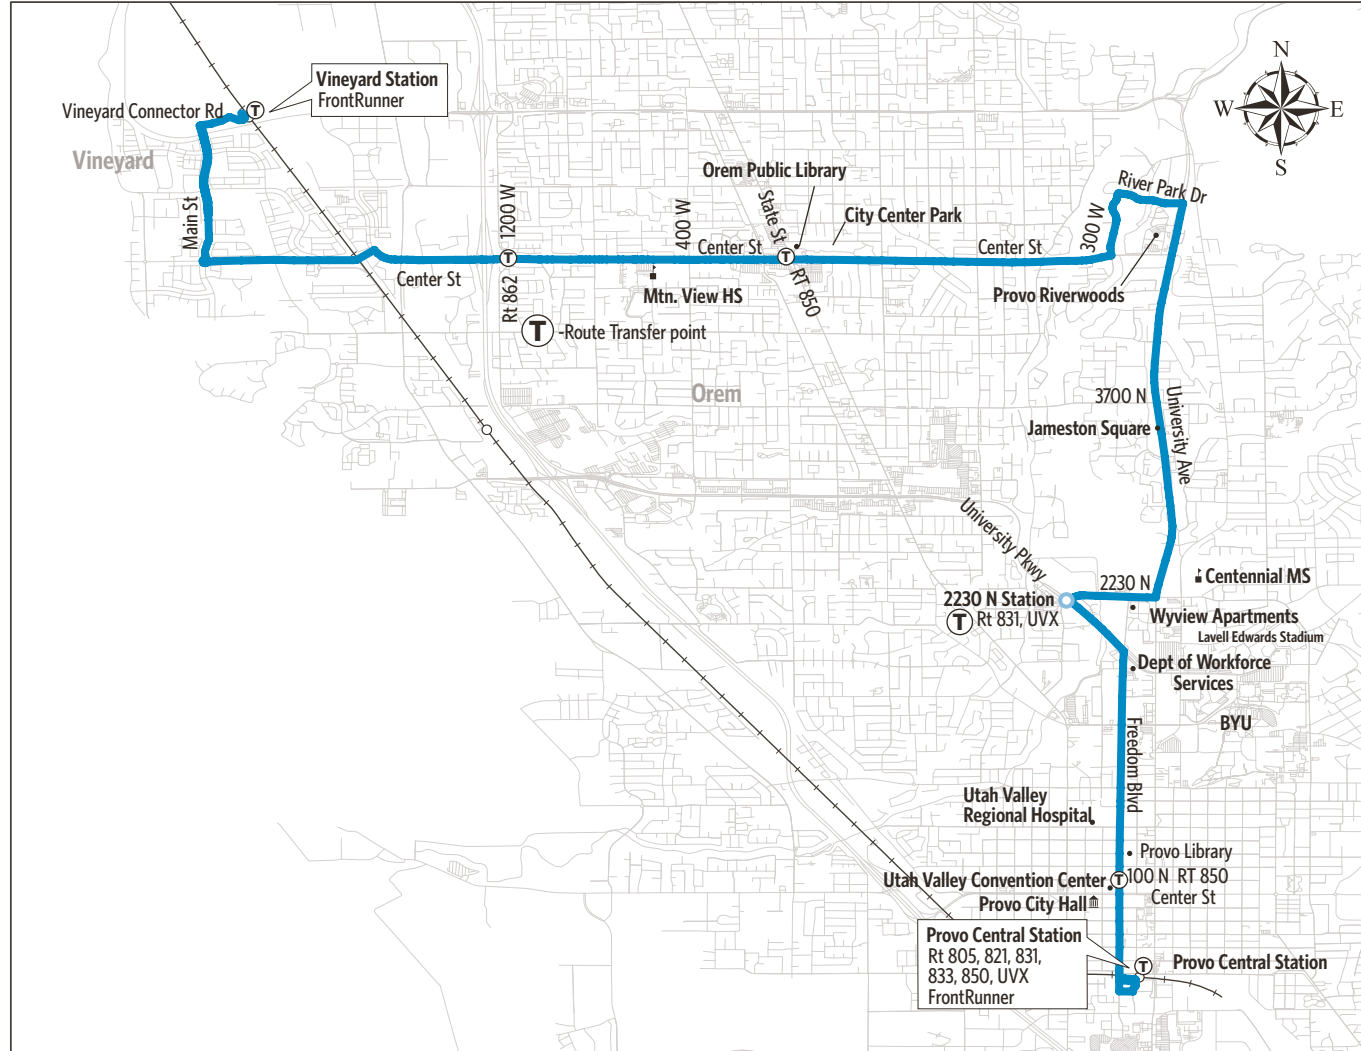 N
W
E
S
Vineyard Station
FrontRunner
Vineyard Connector Rd
Vineyard
Main St
Center St
1200 W
Rt 862
T
-Route Transfer point
400 W
Mtn. View HS
Center St
State St
Orem Public Library
City Center Park
RT 850
Center St
300 W
River Park Dr
Provo Riverwoods
Orem
3700 N
University Ave
Jameston Square
University Pkwy
2230 N
Centennial MS
2230 N Station
T Rt 831, UVX
Wyview Apartments
Lavell Edwards Stadium
Dept of Workforce
Services
BYU
Freedom Blvd
Utah Valley
Regional Hospital
Provo Library
Utah Valley Convention Center
T
100 N RT 850
Center St
Provo City Hall
Provo Central Station
Rt 805, 821, 831,
833, 850, UVX
FrontRunner
T
Provo Central Station
T
T
T